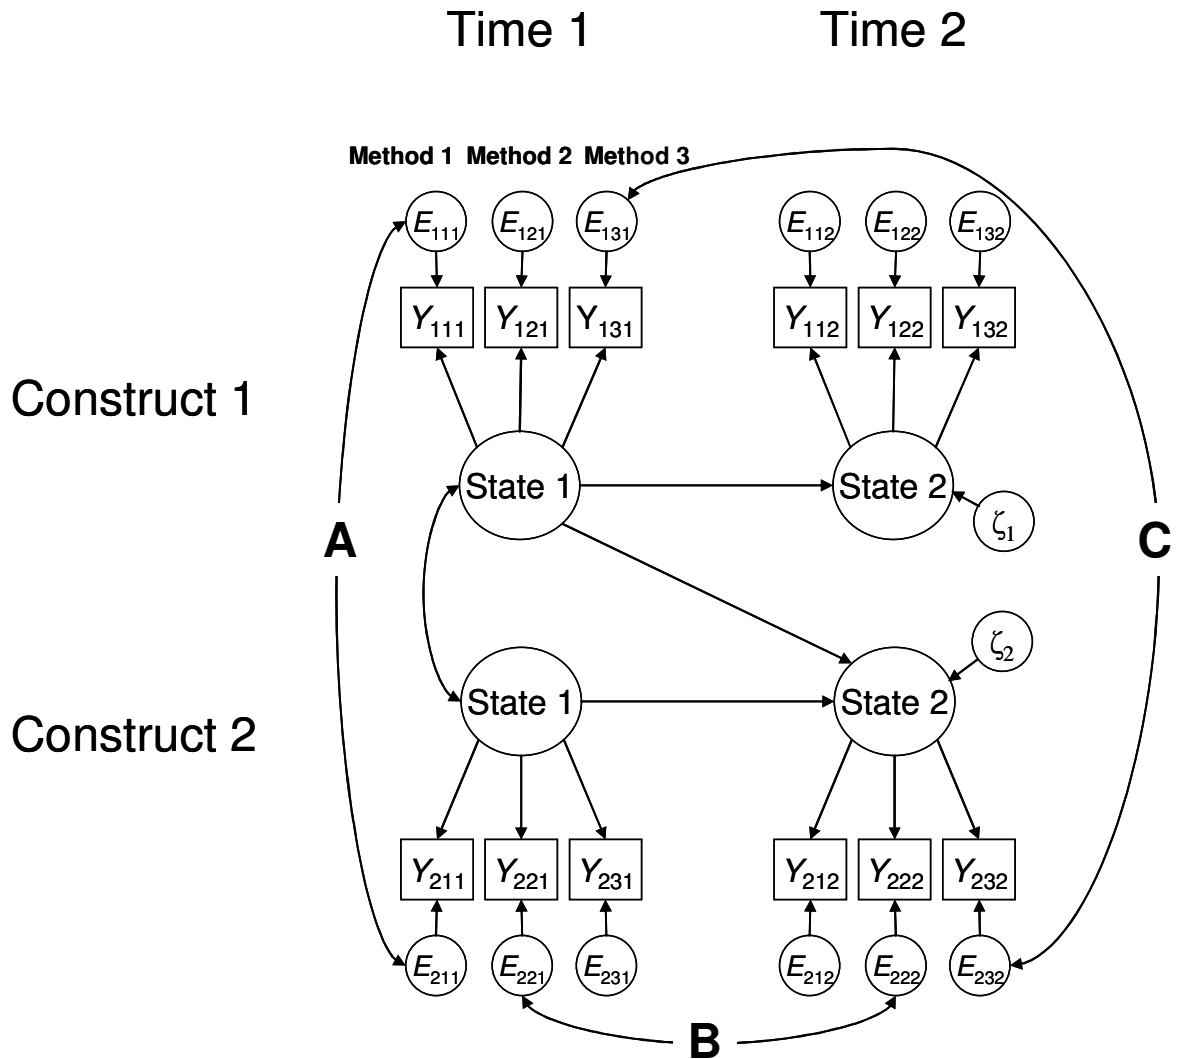 Time 1 Time 2
Method 1 Method 2 Method 3
E111 E121 E131 E112 E122 E132
Y111 Y121 Y131 Y112 Y122 Y132
Construct 1
State 1 State 2
ζ1
A C
ζ2
State 1 State 2
Construct 2
Y211 Y221 Y231 Y212 Y222 Y232
E211 E221 E231 E212 E222 E232
B